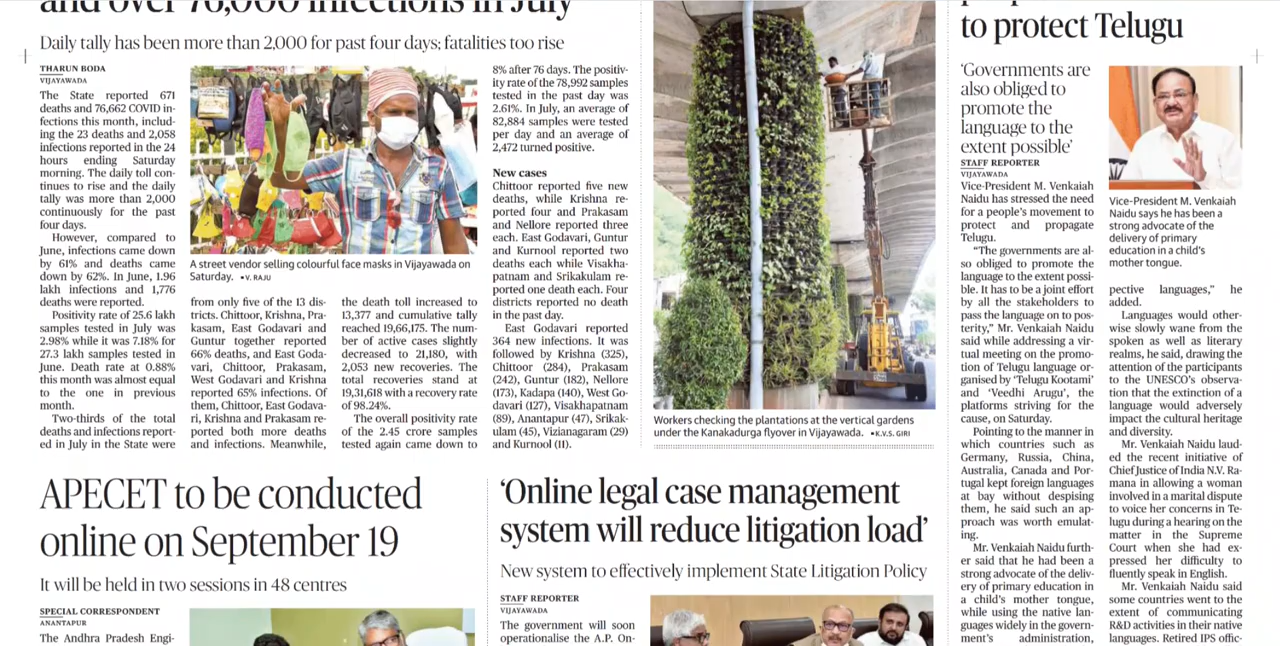 and over 76,000 infections in July
Daily tally has been more than 2,000 for past four days; fatalities too rise
THARUN BODA
VIJAYAWADA
The State reported 671
deaths and 76,662 COVID in-
fections this month, includ-
ing the 23 deaths and 2,058
infections reported in the 24
hours ending Saturday
morning. The daily toll con-
tinues to rise and the daily
tally was more than 2,000
continuously for the past
four days.
However, compared to
June, infections came down
by 61% and deaths came
down by 62%. In June, 1.96
lakh infections and 1,776
deaths were reported.
Positivity rate of 25.6 lakh
samples tested in July was
2.98% while it was 7.18% for
27.3 lakh samples tested in
June. Death rate at 0.88%
this month was almost equal
to the one in previous
month.
Two-thirds of the total
deaths and infections report-
ed in July in the State were
A street vendor selling colourful face masks in Vijayawada on
Saturday. •V. RAJU
from only five of the 13 dis-
tricts. Chittoor, Krishna, Pra-
kasam, East Godavari and
Guntur together reported
66% deaths, and East Goda-
vari, Chittoor, Prakasam,
West Godavari and Krishna
reported 65% infections. Of
them, Chittoor, East Godava-
ri, Krishna and Prakasam re-
ported both more deaths
and infections. Meanwhile,
the death toll increased to
13,377 and cumulative tally
reached 19,66,175. The num-
ber of active cases slightly
decreased to 21,180, with
2,053 new recoveries. The
total recoveries stand at
19,31,618 with a recovery rate
of 98.24%.
The overall positivity rate
of the 2.45 crore samples
tested again came down to
8% after 76 days. The positiv-
ity rate of the 78,992 samples
tested in the past day was
2.61%. In July, an average of
82,884 samples were tested
per day and an average of
2,472 turned positive.
New cases
Chittoor reported five new
deaths, while Krishna re-
ported four and Prakasam
and Nellore reported three
each. East Godavari, Guntur
and Kurnool reported two
deaths each while Visakha-
patnam and Srikakulam re-
ported one death each. Four
districts reported no death
in the past day.
East Godavari reported
364 new infections. It was
followed by Krishna (325),
Chittoor (284), Prakasam
(242), Guntur (182), Nellore
(173), Kadapa (140), West Go-
davari (127), Visakhapatnam
(89), Anantapur (47), Srikak-
ulam (45), Vizianagaram (29)
and Kurnool (11).
Workers checking the plantations at the vertical gardens
under the Kanakadurga flyover in Vijayawada. •K.V.S. GIRI
to protect Telugu
‘Governments are
also obliged to
promote the
language to the
extent possible’
STAFF REPORTER
VIJAYAWADA
Vice-President M. Venkaiah
Naidu has stressed the need
for a people's movement to
protect and propagate
Telugu.
“The governments are al-
so obliged to promote the
language to the extent possi-
ble. It has to be a joint effort
by all the stakeholders to
pass the language on to pos-
terity,” Mr. Venkaiah Naidu
said while addressing a vir-
tual meeting on the promo-
tion of Telugu language or-
ganised by ‘Telugu Kootami’
and ‘Veedhi Arugu’, the
platforms striving for the
cause, on Saturday.
Pointing to the manner in
which countries such as
Germany, Russia, China,
Australia, Canada and Por-
tugal kept foreign languages
at bay without despising
them, he said such an ap-
proach was worth emulat-
ing.
Mr. Venkaiah Naidu furth-
er said that he had been a
strong advocate of the deliv-
ery of primary education in
a child's mother tongue,
while using the native lan-
guages widely in the govern-
ment's administration,
Vice-President M. Venkaiah
Naidu says he has been a
strong advocate of the
delivery of primary
education in a child's
mother tongue.
pective languages,” he
added.
Languages would other-
wise slowly wane from the
spoken as well as literary
realms, he said, drawing the
attention of the participants
to the UNESCO's observa-
tion that the extinction of a
language would adversely
impact the cultural heritage
and diversity.
Mr. Venkaiah Naidu laud-
ed the recent initiative of
Chief Justice of India N.V. Ra-
mana in allowing a woman
involved in a marital dispute
to voice her concerns in Te-
lugu during a hearing on the
matter in the Supreme
Court when she had ex-
pressed her difficulty to
fluently speak in English.
Mr. Venkaiah Naidu said
some countries went to the
extent of communicating
R&D activities in their native
languages. Retired IPS offic-
APECET to be conducted
online on September 19
It will be held in two sessions in 48 centres
SPECIAL CORRESPONDENT
ANANTAPUR
The Andhra Pradesh Engi-
‘Online legal case management
system will reduce litigation load’
New system to effectively implement State Litigation Policy
STAFF REPORTER
VIJAYAWADA
The government will soon
operationalise the A.P. On-